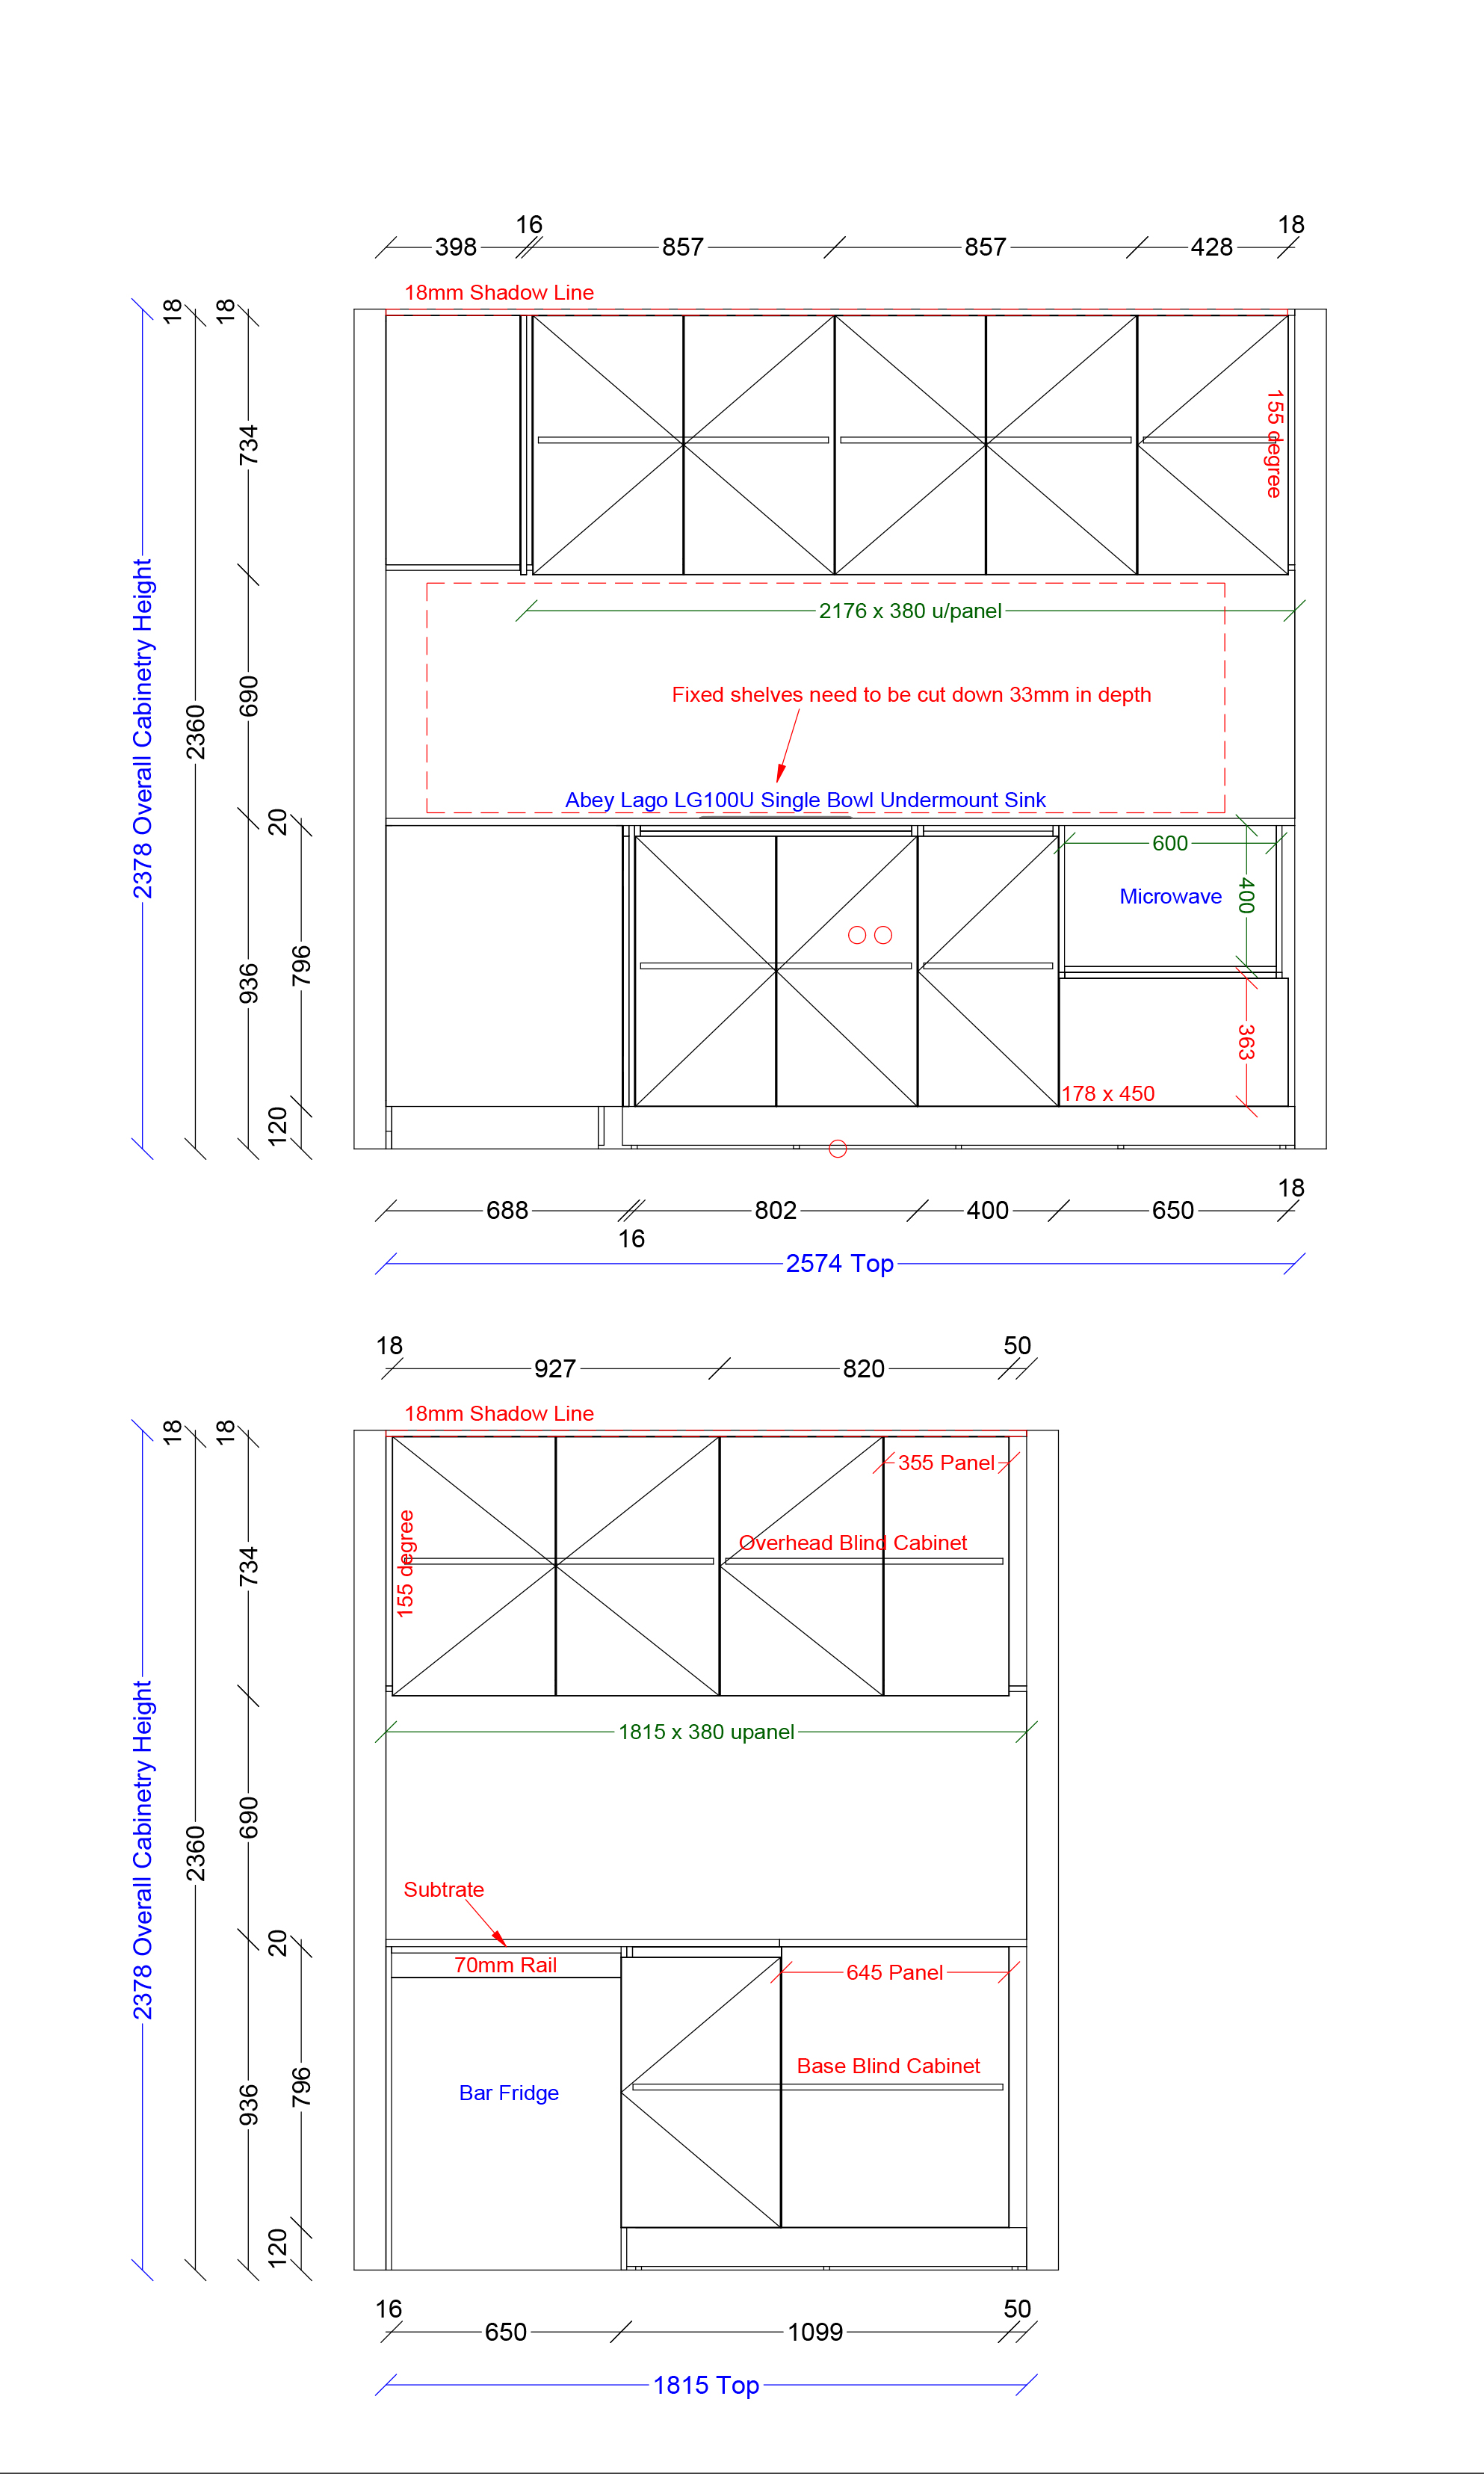 16
18
398
857
857
428
18mm Shadow Line
18
18
734
155 degree
2378 Overall Cabinetry Height
2360
690
2176 x 380 u/panel
Fixed shelves need to be cut down 33mm in depth
Abey Lago LG100U Single Bowl Undermount Sink
20
600
400
Microwave
936
796
363
178 x 450
120
18
688
802
400
650
16
2574 Top
18
50
927
820
18mm Shadow Line
18
18
355 Panel
734
155 degree
Overhead Blind Cabinet
2378 Overall Cabinetry Height
2360
690
1815 x 380 upanel
Subtrate
20
70mm Rail
645 Panel
936
796
Base Blind Cabinet
Bar Fridge
120
16
50
650
1099
1815 Top